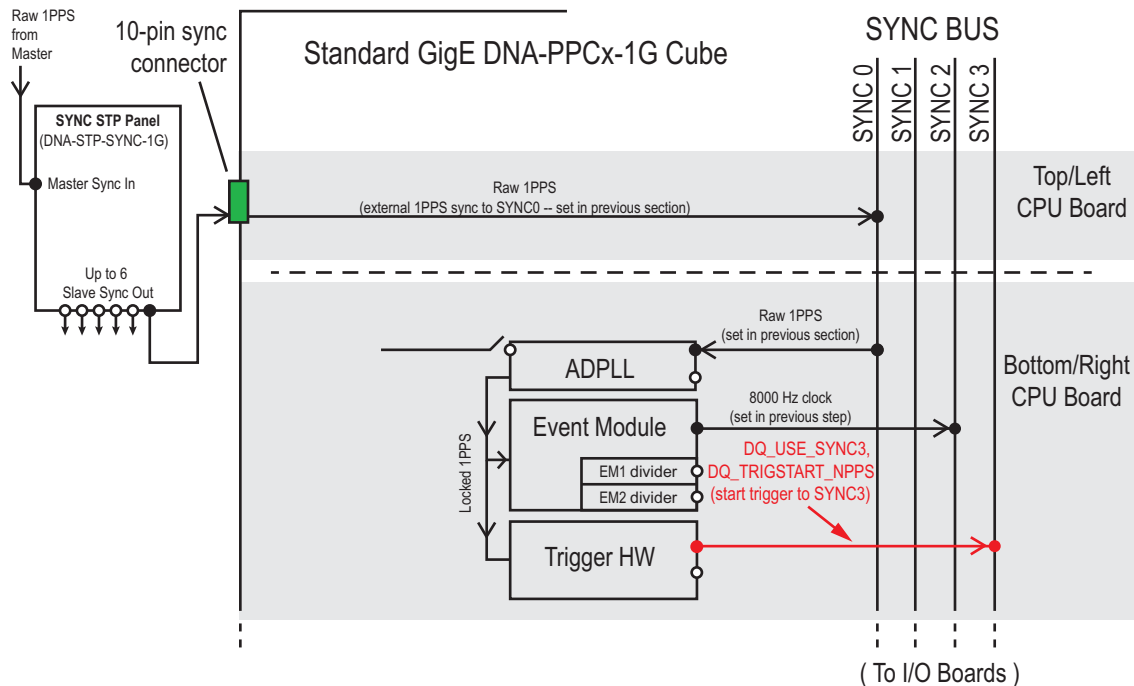 Raw 1PPS
from
Master
10-pin sync
connector
Standard GigE DNA-PPCx-1G Cube
SYNC BUS
SYNC 0
SYNC 1
SYNC 2
SYNC 3
SYNC STP Panel
(DNA-STP-SYNC-1G)
Master Sync In
Up to 6
Slave Sync Out
Raw 1PPS
(external 1PPS sync to SYNC0 -- set in previous section)
Top/Left
CPU Board
Raw 1PPS
(set in previous section)
ADPLL
Bottom/Right
CPU Board
8000 Hz clock
(set in previous step)
Event Module
EM1 divider
EM2 divider
Locked 1PPS
DQ_USE_SYNC3,
DQ_TRIGSTART_NPPS
(start trigger to SYNC3)
Trigger HW
( To I/O Boards )